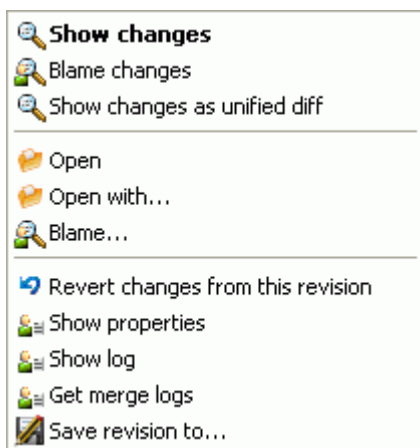 Show changes
Blame changes
Show changes as unified diff
Open
Open with...
Blame...
Revert changes from this revision
Show properties
Show log
Get merge logs
Save revision to...